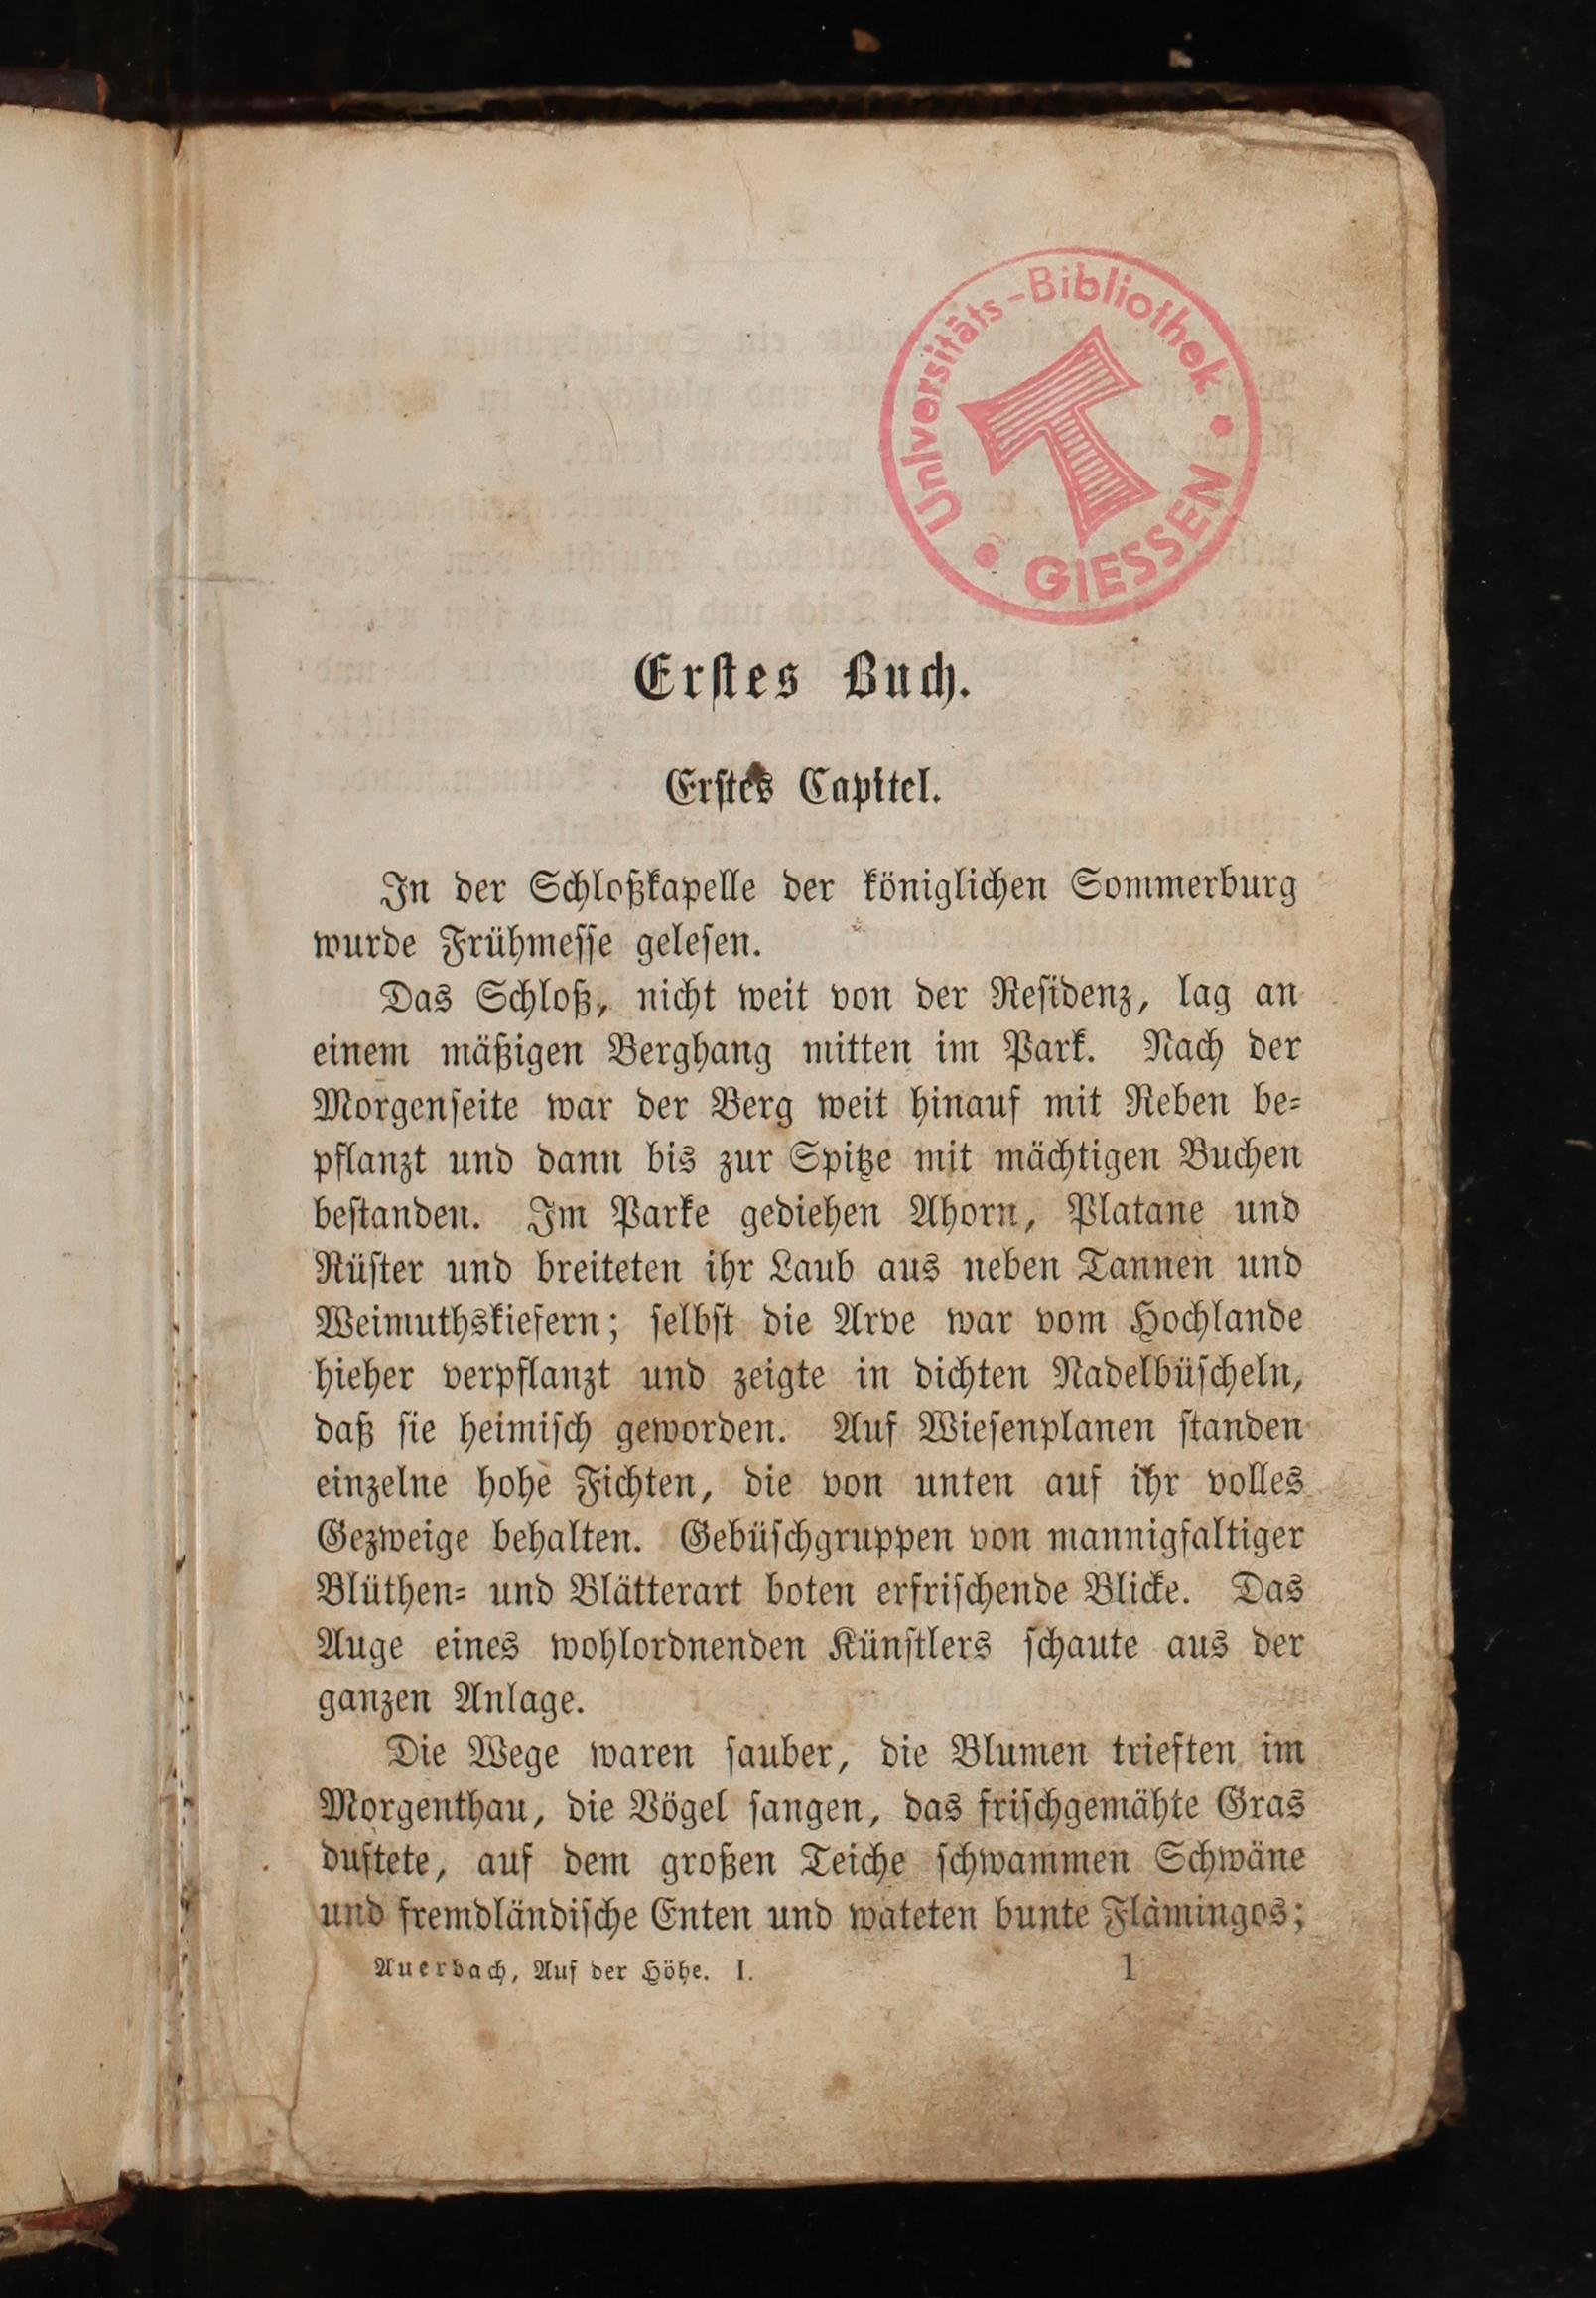 Universitäts-Bibliothek
GIESSEN
Erstes Buch.
Erstes Capitel.
In der Schloßkapelle der königlichen Sommerburg
wurde Frühmesse gelesen.
Das Schloß, nicht weit von der Residenz, lag an
einem mäßigen Berghang mitten im Park. Nach der
Morgenseite war der Berg weit hinauf mit Reben be-
pflanzt und dann bis zur Spitze mit mächtigen Buchen
bestanden. Im Parke gediehen Ahorn, Platane und
Rüster und breiteten ihr Laub aus neben Tannen und
Weimuthskiefern; selbst die Arve war vom Hochlande
hieher verpflanzt und zeigte in dichten Nadelbüscheln,
daß sie heimisch geworden. Auf Wiesenplanen standen
einzelne hohe Fichten, die von unten auf ihr volles
Gezweige behalten. Gebüschgruppen von mannigfaltiger
Blüthen- und Blätterart boten erfrischende Blicke. Das
Auge eines wohlordnenden Künstlers schaute aus der
ganzen Anlage.
Die Wege waren sauber, die Blumen trieften im
Morgenthau, die Vögel sangen, das frischgemähte Gras
duftete, auf dem großen Teiche schwammen Schwäne
und fremdländische Enten und wateten bunte Flamingos;
Auerbach, Auf der Höhe. I. 1